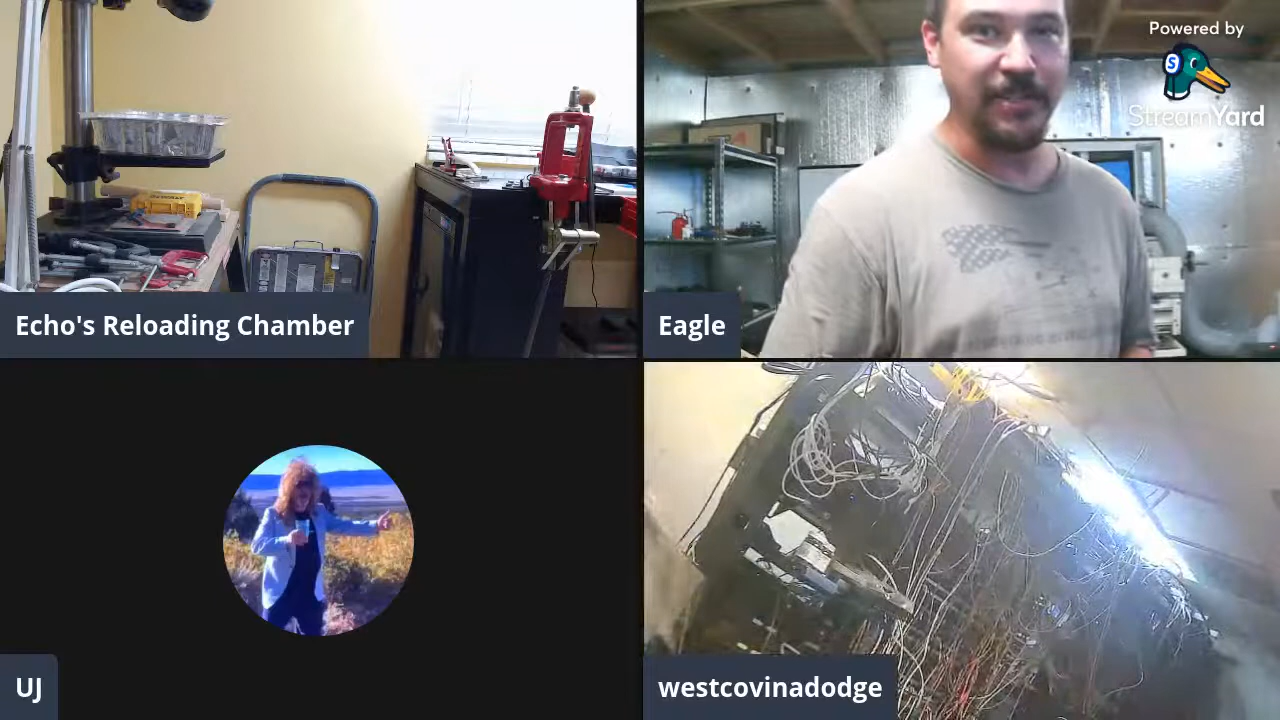 Powered by
S
StreamYard
Echo's Reloading Chamber
Eagle
UJ
westcovinadodge